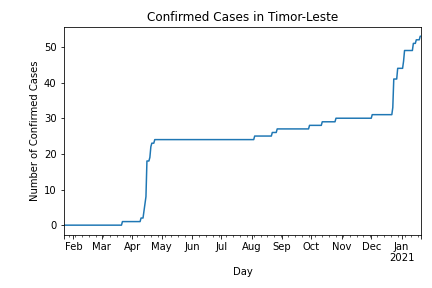 Confirmed Cases in Timor-Leste
Number of Confirmed Cases
50
40
30
20
10
0
Feb Mar Apr May Jun Jul Aug Sep Oct Nov Dec Jan
2021
Day